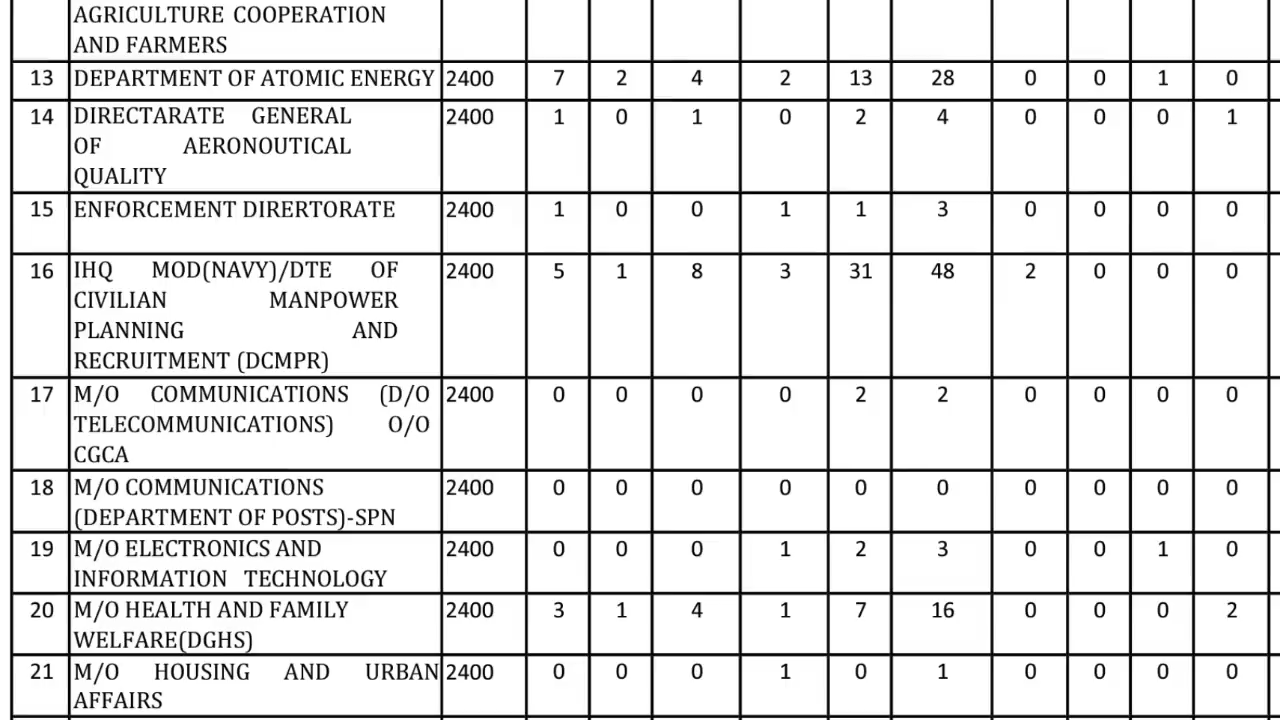 AGRICULTURE COOPERATION
AND FARMERS
13 DEPARTMENT OF ATOMIC ENERGY 2400 7 2 4 2 13 28 0 0 1 0
14 DIRECTARATE GENERAL 2400 1 0 1 0 2 4 0 0 0 1
OF AERONOUTICAL
QUALITY
15 ENFORCEMENT DIRERTORATE 2400 1 0 0 1 1 3 0 0 0 0
16 IHQ MOD(NAVY)/DTE OF 2400 5 1 8 3 31 48 2 0 0 0
CIVILIAN MANPOWER
PLANNING AND
RECRUITMENT (DCMPR)
17 M/O COMMUNICATIONS (D/O 2400 0 0 0 0 2 2 0 0 0 0
TELECOMMUNICATIONS) O/O
CGCA
18 M/O COMMUNICATIONS 2400 0 0 0 0 0 0 0 0 0 0
(DEPARTMENT OF POSTS)-SPN
19 M/O ELECTRONICS AND 2400 0 0 0 1 2 3 0 0 1 0
INFORMATION TECHNOLOGY
20 M/O HEALTH AND FAMILY 2400 3 1 4 1 7 16 0 0 0 2
WELFARE(DGHS)
21 M/O HOUSING AND URBAN 2400 0 0 0 1 0 1 0 0 0 0
AFFAIRS